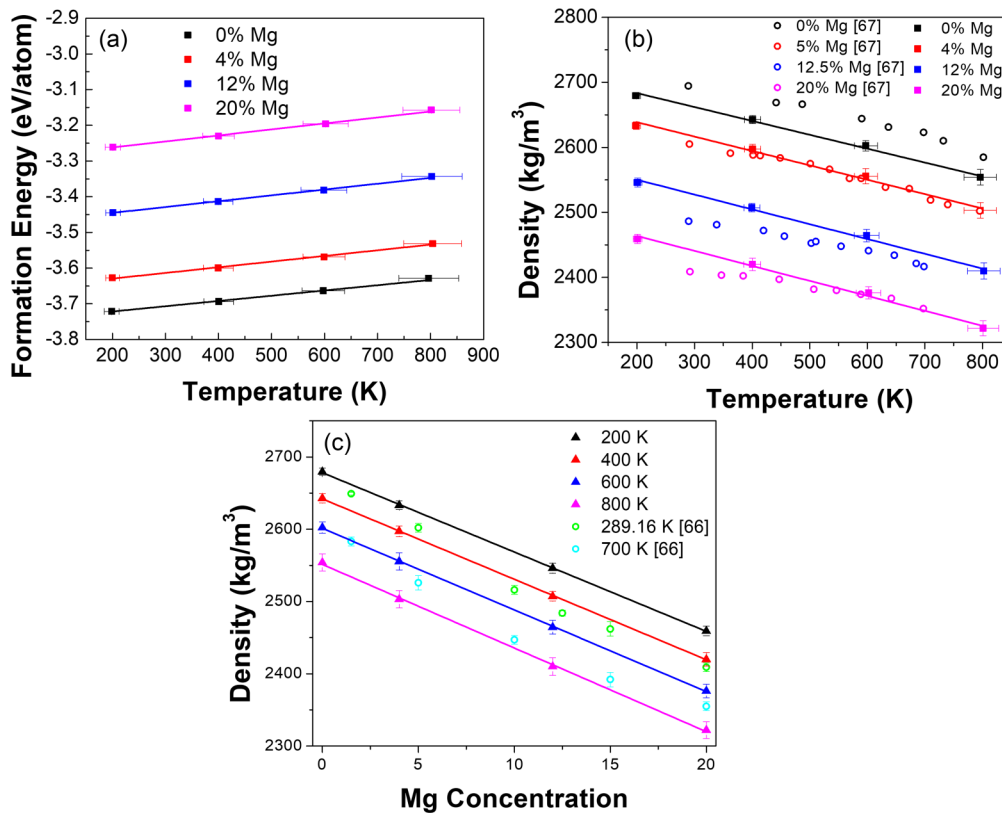 (a)
0% Mg
4% Mg
12% Mg
20% Mg
Formation Energy (eV/atom)
-2.9
-3.0
-3.1
-3.2
-3.3
-3.4
-3.5
-3.6
-3.7
-3.8
200 300 400 500 600 700 800 900
Temperature (K)
(b)
0% Mg [67]
5% Mg [67]
12.5% Mg [67]
20% Mg [67]
0% Mg
4% Mg
12% Mg
20% Mg
Density (kg/m³)
2800
2700
2600
2500
2400
2300
200 300 400 500 600 700 800
Temperature (K)
(c)
200 K
400 K
600 K
800 K
289.16 K [66]
700 K [66]
Density (kg/m³)
2700
2600
2500
2400
2300
0 5 10 15 20
Mg Concentration